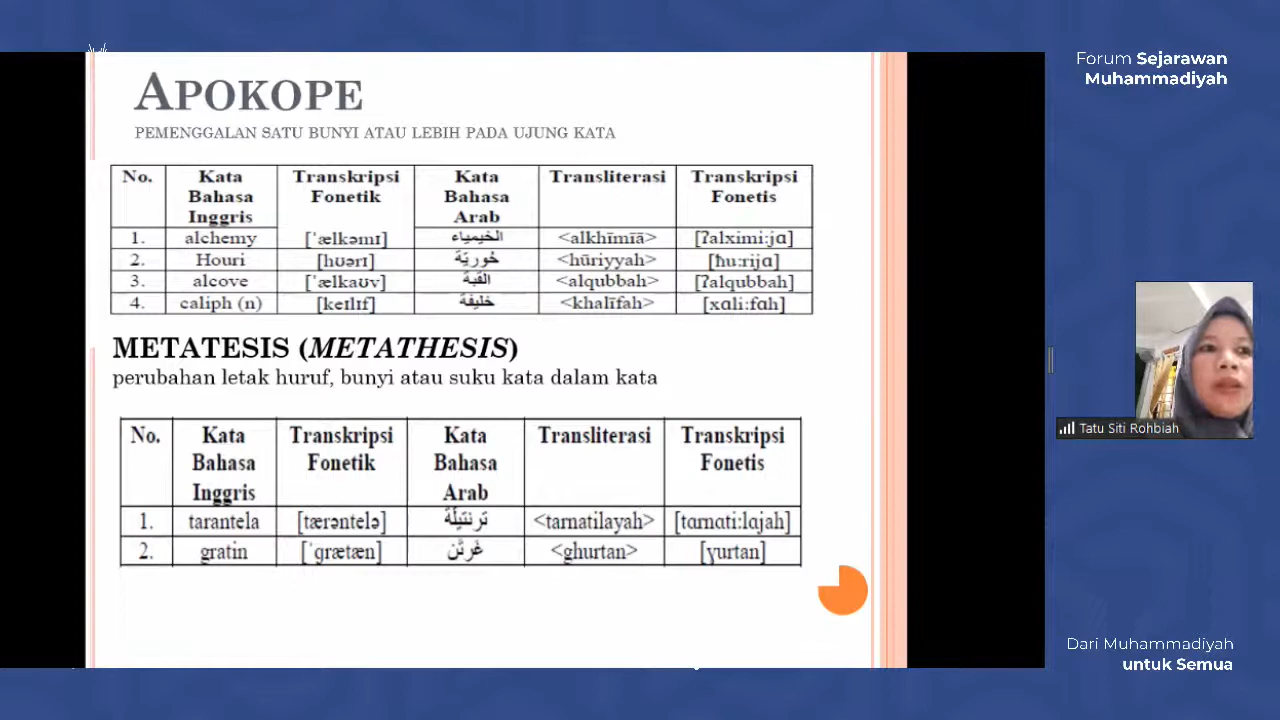 Forum Sejarawan
Muhammadiyah
APOKOPE
PEMENGGALAN SATU BUNYI ATAU LEBIH PADA UJUNG KATA
No. Kata Bahasa Inggris Transkripsi Fonetik Kata Bahasa Arab Transliterasi Transkripsi Fonetis
1. alchemy [ˈælkəmɪ] الخيمياء <alkhīmīā> [ʔalximi:jɑ]
2. Houri [hʊərɪ] حُوريّة <hūriyyah> [ħu:rijɑ]
3. alcove [ˈælkaʊv] القبة <alqubbah> [ʔalqubbah]
4. caliph (n) [keɪlɪf] خليفة <khalīfah> [xɑli:fɑh]
METATESIS (METATHESIS)
perubahan letak huruf, bunyi atau suku kata dalam kata
No. Kata Bahasa Inggris Transkripsi Fonetik Kata Bahasa Arab Transliterasi Transkripsi Fonetis
1. tarantela [tærəntelə] <tarnatilayah> [tɑrnɑti:lɑjah]
2. gratin [ˈgrætæn] غُرتَن <ghurtan> [ɣurtan]
Tatu Siti Rohbiah
Dari Muhammadiyah
untuk Semua